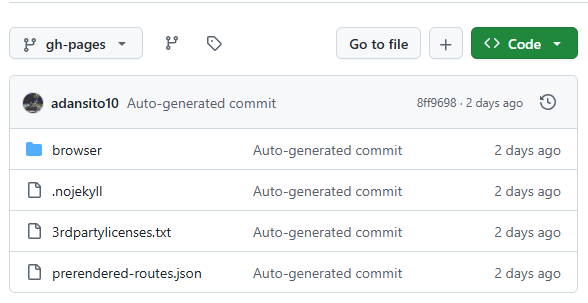 gh-pages Go to file Code
adansito10 Auto-generated commit 8ff9698 · 2 days ago
browser Auto-generated commit 2 days ago
.nojekyll Auto-generated commit 2 days ago
3rdpartylicenses.txt Auto-generated commit 2 days ago
prerendered-routes.json Auto-generated commit 2 days ago